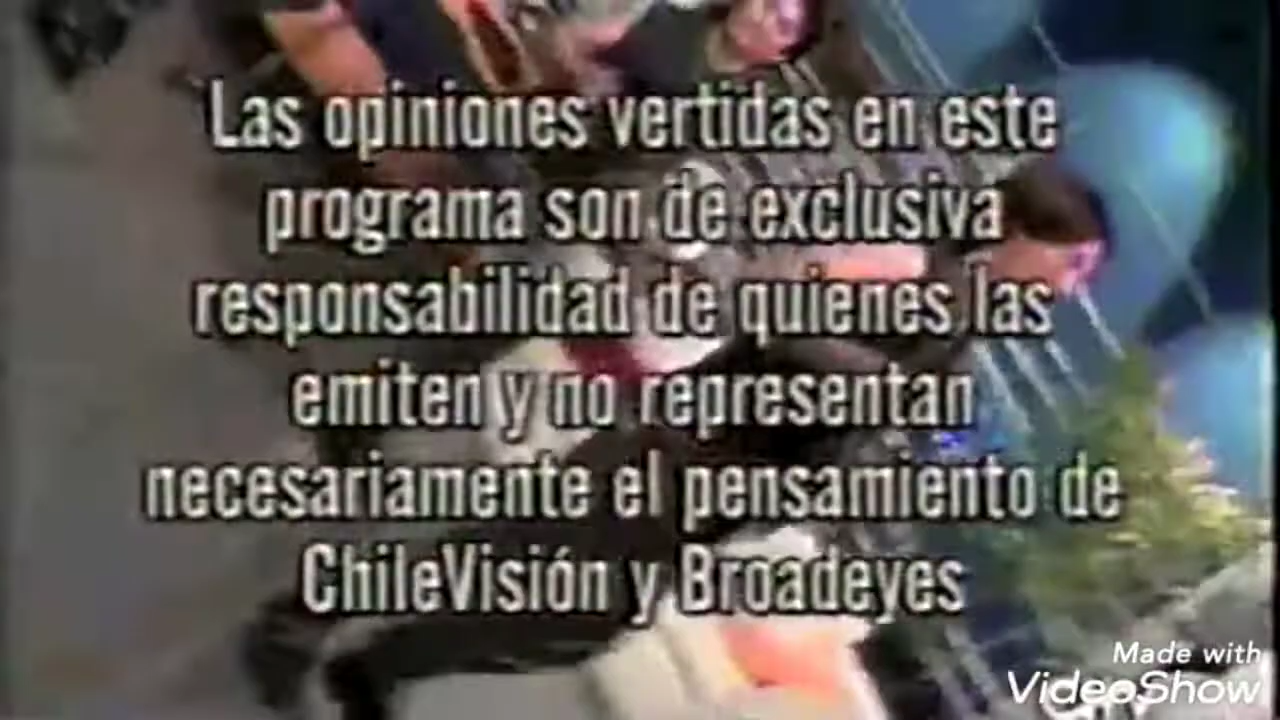 Las opiniones vertidas en este
programa son de exclusiva
responsabilidad de quienes las
emiten y no representan
necesariamente el pensamiento de
ChileVisión y Broadeyes
Made with
VideoShow